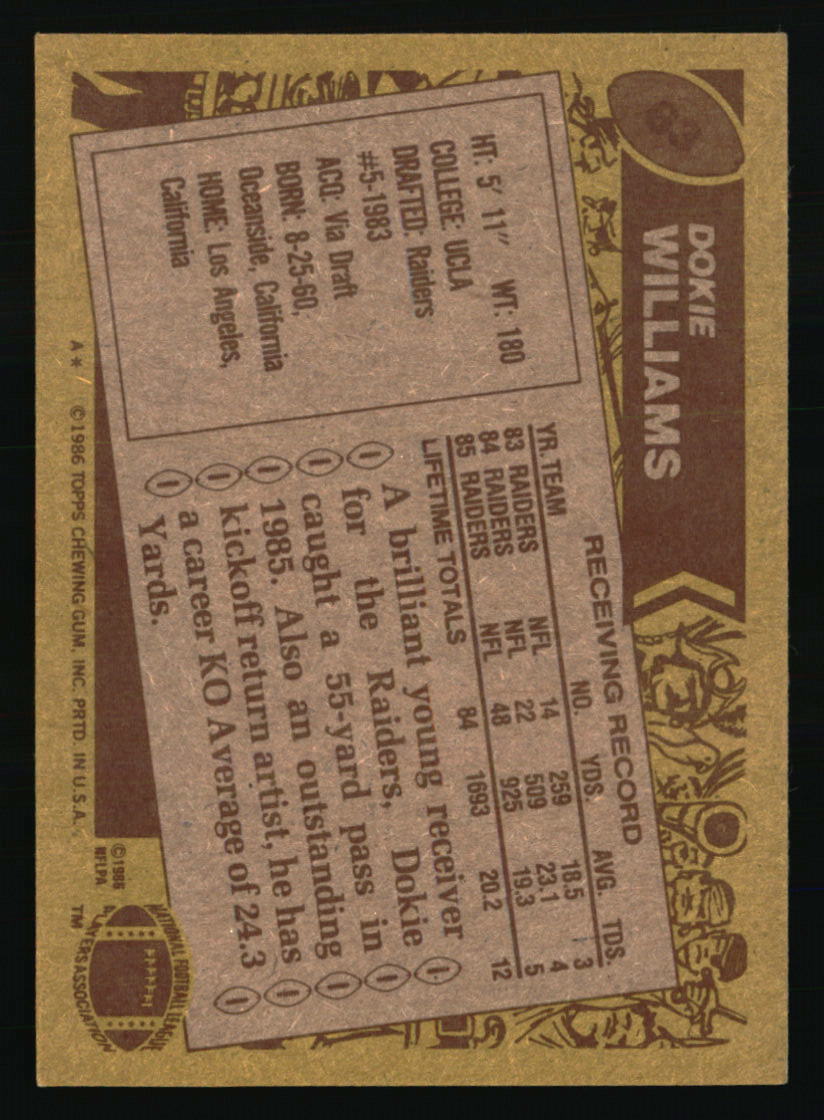 63
DOKIE
WILLIAMS
HT: 5' 11" WT: 180
COLLEGE: UCLA
DRAFTED: Raiders
#5-1983
ACQ: Via Draft
BORN: 8-25-60,
Oceanside, California
HOME: Los Angeles,
California
RECEIVING RECORD
YR. TEAM NO. YDS. AVG. TDS.
83 RAIDERS NFL 14 259 18.5 3
84 RAIDERS NFL 22 509 23.1 4
85 RAIDERS NFL 48 925 19.3 5
LIFETIME TOTALS 84 1693 20.2 12
A brilliant young receiver
for the Raiders, Dokie
caught a 55-yard pass in
1985. Also an outstanding
kickoff return artist, he has
a career KO Average of 24.3
Yards.
A* ©1986 TOPPS CHEWING GUM, INC. PRTD. IN U.S.A.
©1986
NFLPA
NATIONAL FOOTBALL LEAGUE
PLAYERS ASSOCIATION
TM